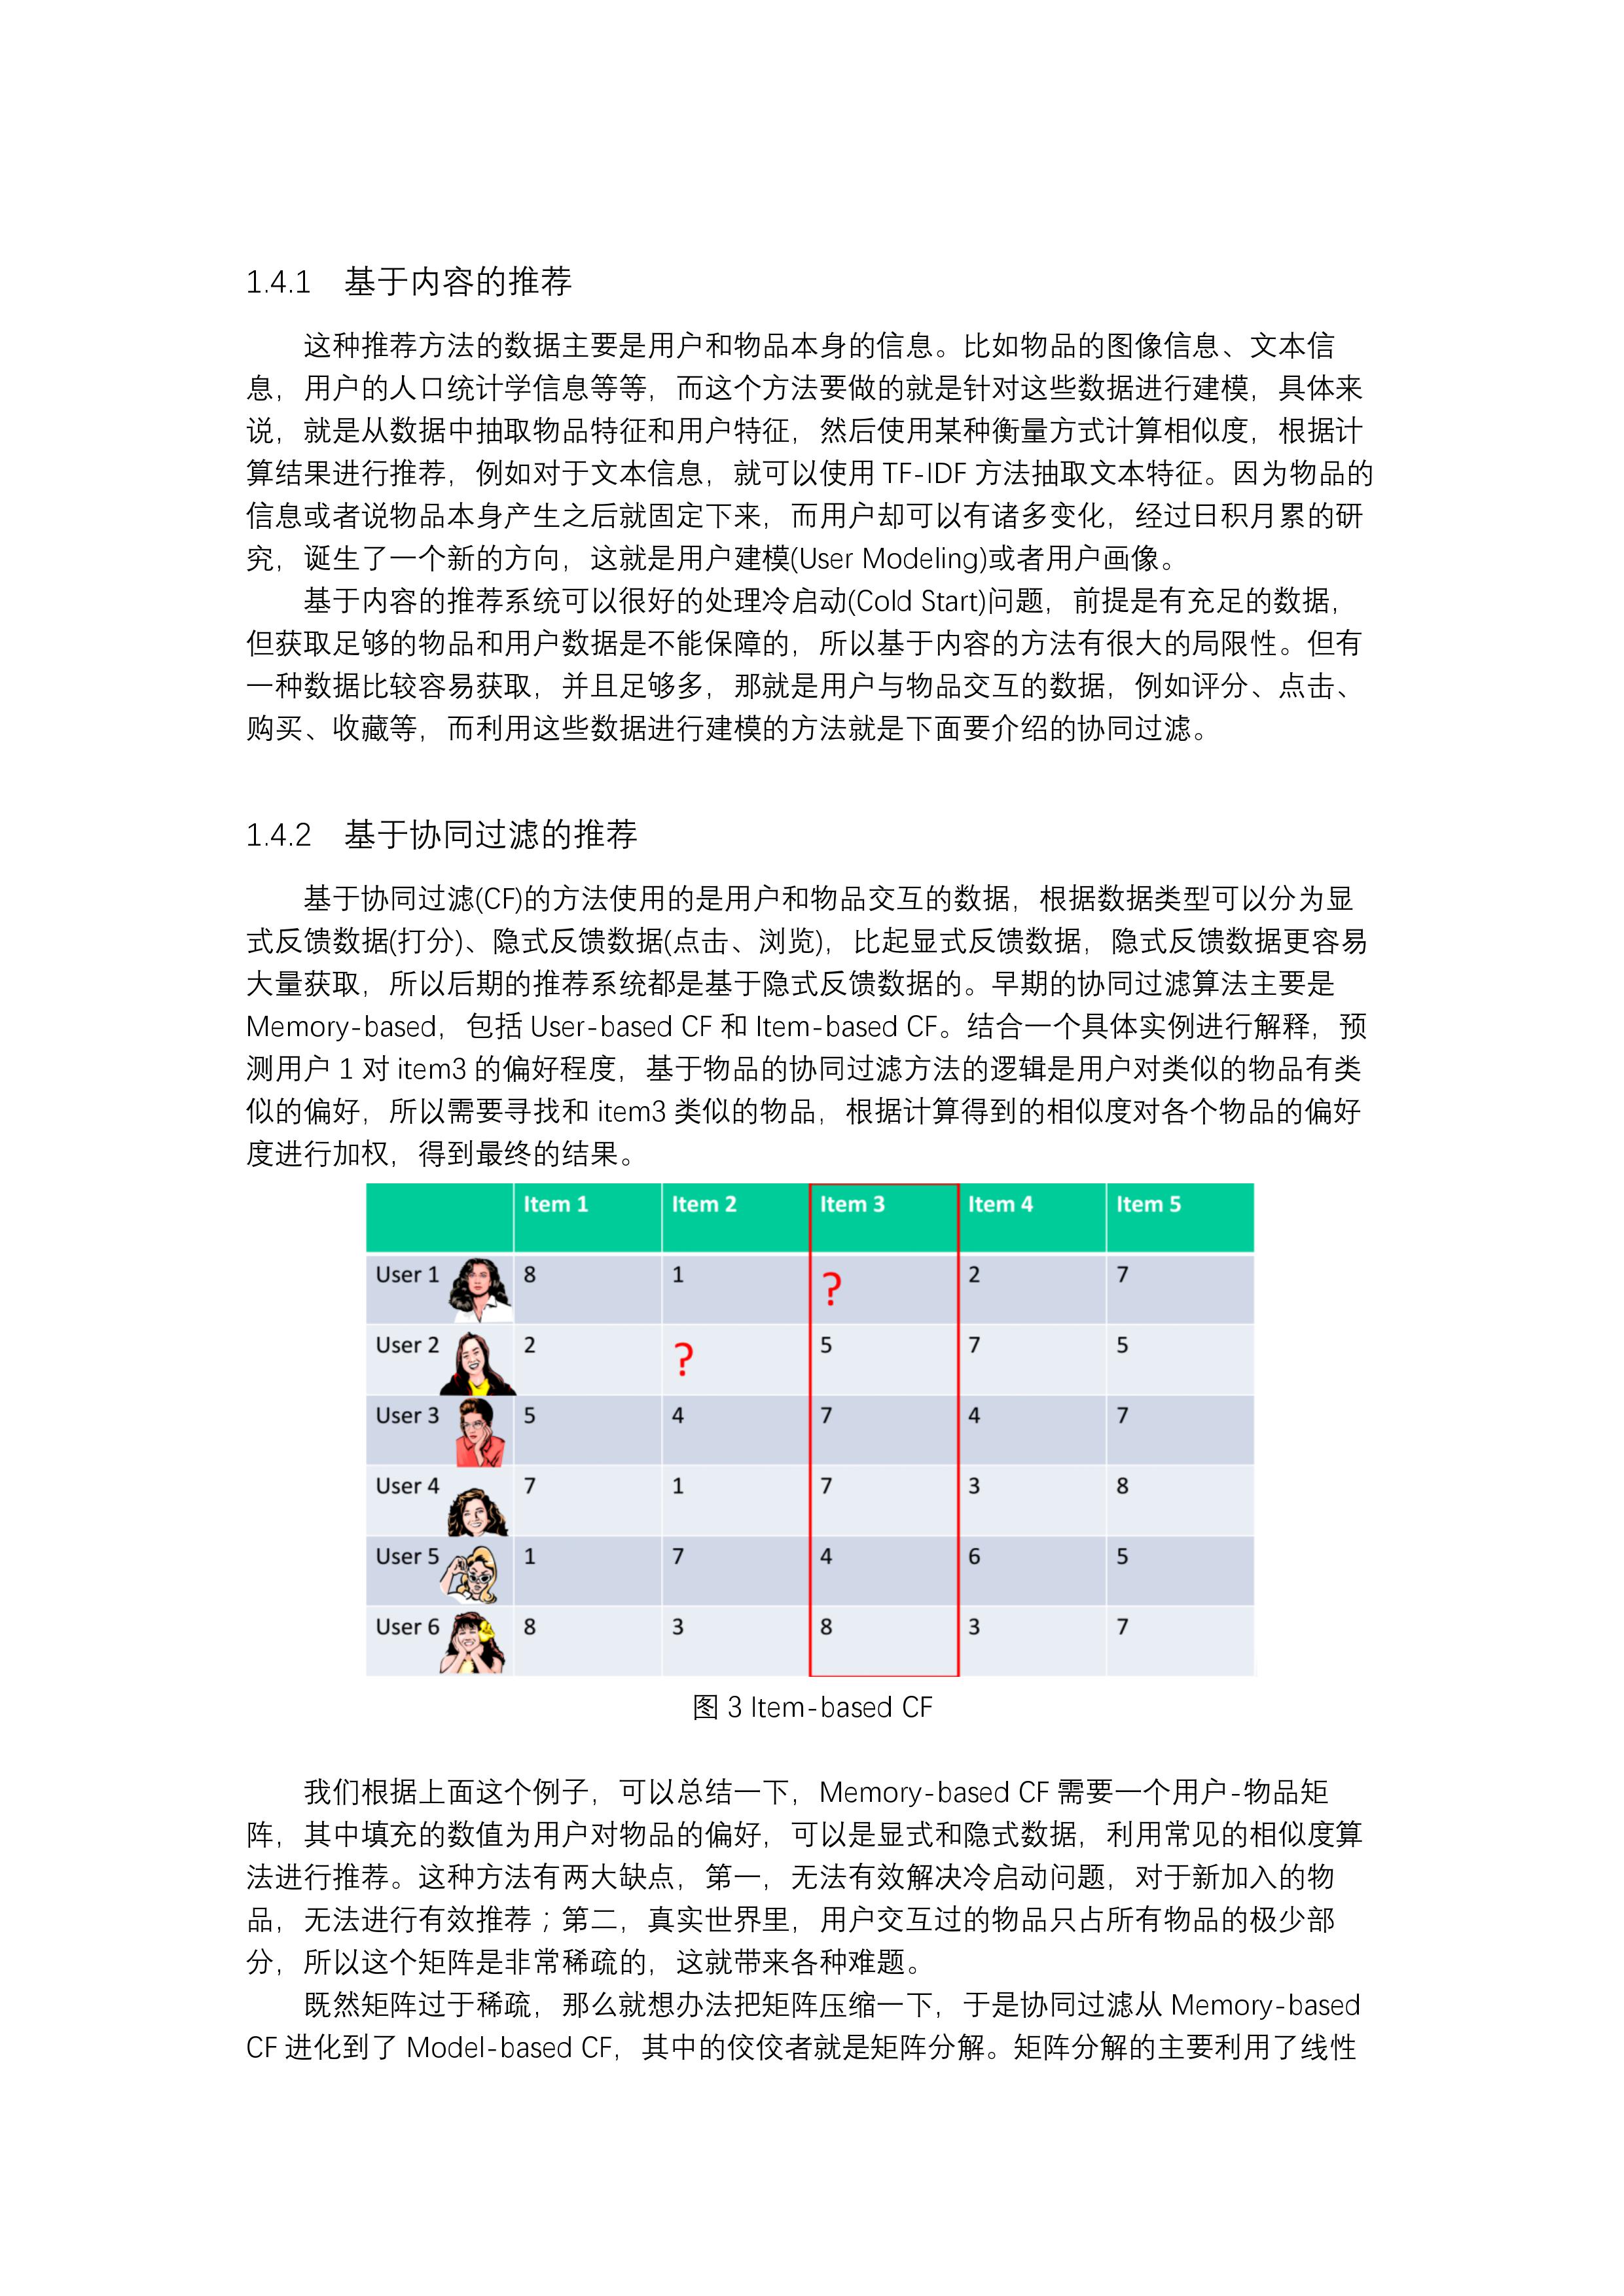 1.4.1 基于内容的推荐
这种推荐方法的数据主要是用户和物品本身的信息。比如物品的图像信息、文本信
息，用户的人口统计学信息等等，而这个方法要做的就是针对这些数据进行建模，具体来
说，就是从数据中抽取物品特征和用户特征，然后使用某种衡量方式计算相似度，根据计
算结果进行推荐，例如对于文本信息，就可以使用 TF-IDF 方法抽取文本特征。因为物品的
信息或者说物品本身产生之后就固定下来，而用户却可以有诸多变化，经过日积月累的研
究，诞生了一个新的方向，这就是用户建模(User Modeling)或者用户画像。
基于内容的推荐系统可以很好的处理冷启动(Cold Start)问题，前提是有充足的数据，
但获取足够的物品和用户数据是不能保障的，所以基于内容的方法有很大的局限性。但有
一种数据比较容易获取，并且足够多，那就是用户与物品交互的数据，例如评分、点击、
购买、收藏等，而利用这些数据进行建模的方法就是下面要介绍的协同过滤。
1.4.2 基于协同过滤的推荐
基于协同过滤(CF)的方法使用的是用户和物品交互的数据，根据数据类型可以分为显
式反馈数据(打分)、隐式反馈数据(点击、浏览)，比起显式反馈数据，隐式反馈数据更容易
大量获取，所以后期的推荐系统都是基于隐式反馈数据的。早期的协同过滤算法主要是
Memory-based，包括 User-based CF 和 Item-based CF。结合一个具体实例进行解释，预
测用户 1 对 item3 的偏好程度，基于物品的协同过滤方法的逻辑是用户对类似的物品有类
似的偏好，所以需要寻找和 item3 类似的物品，根据计算得到的相似度对各个物品的偏好
度进行加权，得到最终的结果。
Item 1 Item 2 Item 3 Item 4 Item 5
User 1 8 1 ? 2 7
User 2 2 ? 5 7 5
User 3 5 4 7 4 7
User 4 7 1 7 3 8
User 5 1 7 4 6 5
User 6 8 3 8 3 7
图 3 Item-based CF
我们根据上面这个例子，可以总结一下，Memory-based CF 需要一个用户-物品矩
阵，其中填充的数值为用户对物品的偏好，可以是显式和隐式数据，利用常见的相似度算
法进行推荐。这种方法有两大缺点，第一，无法有效解决冷启动问题，对于新加入的物
品，无法进行有效推荐；第二，真实世界里，用户交互过的物品只占所有物品的极少部
分，所以这个矩阵是非常稀疏的，这就带来各种难题。
既然矩阵过于稀疏，那么就想办法把矩阵压缩一下，于是协同过滤从 Memory-based
CF 进化到了 Model-based CF，其中的佼佼者就是矩阵分解。矩阵分解的主要利用了线性